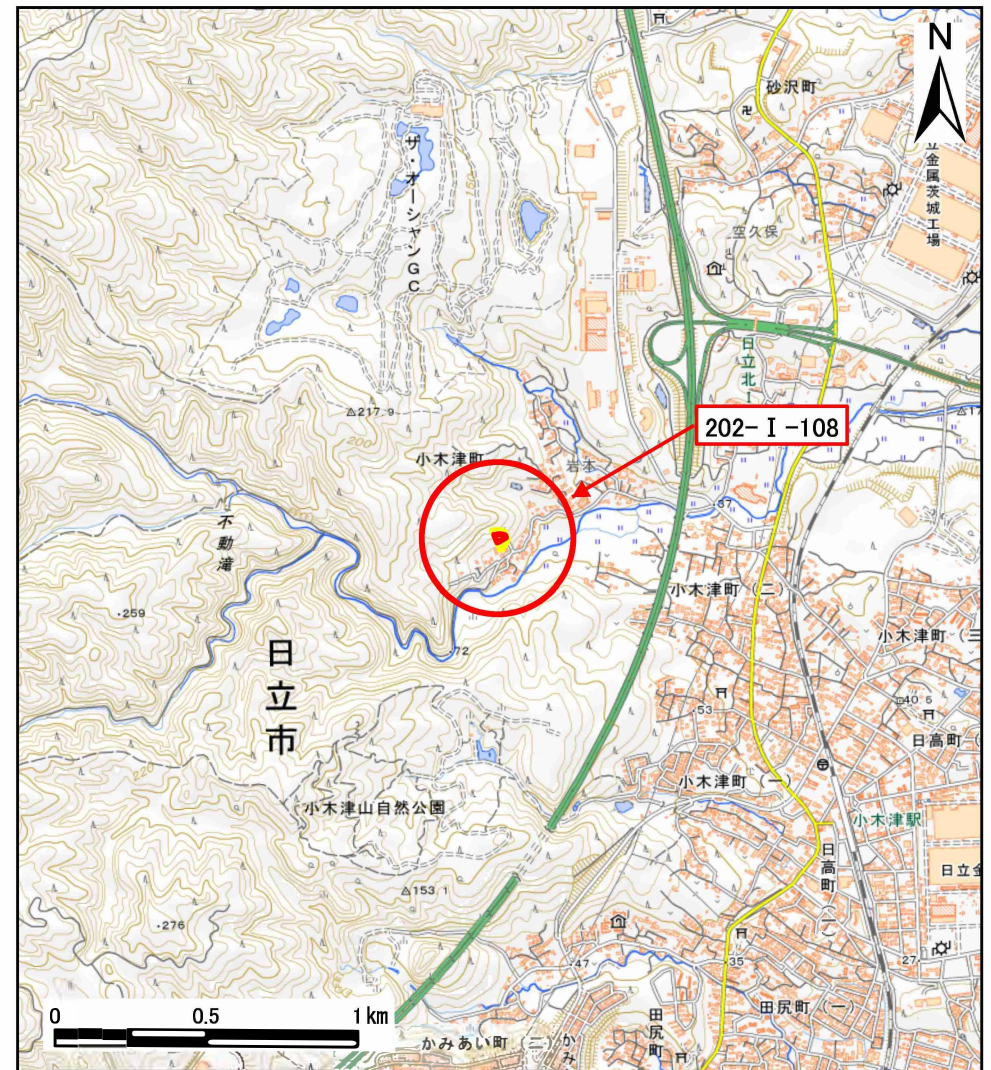 N
砂沢町
立金属茨城工場
ザ・オーシャンGC
150
空久保
日立北I
217.9
200
202-Ⅰ-108
小木津町
岩本
37
不動滝
259
小木津町(二)
72
小木津町(三
日立市
53
40.5
日高町(
220
小木津町(一)
小木津山自然公園
小木津駅
日高町(一)
日立金
153.1
276
47
35
27
田尻町(一)
田尻町
かみあい町(二)
かみ
0 0.5 1km